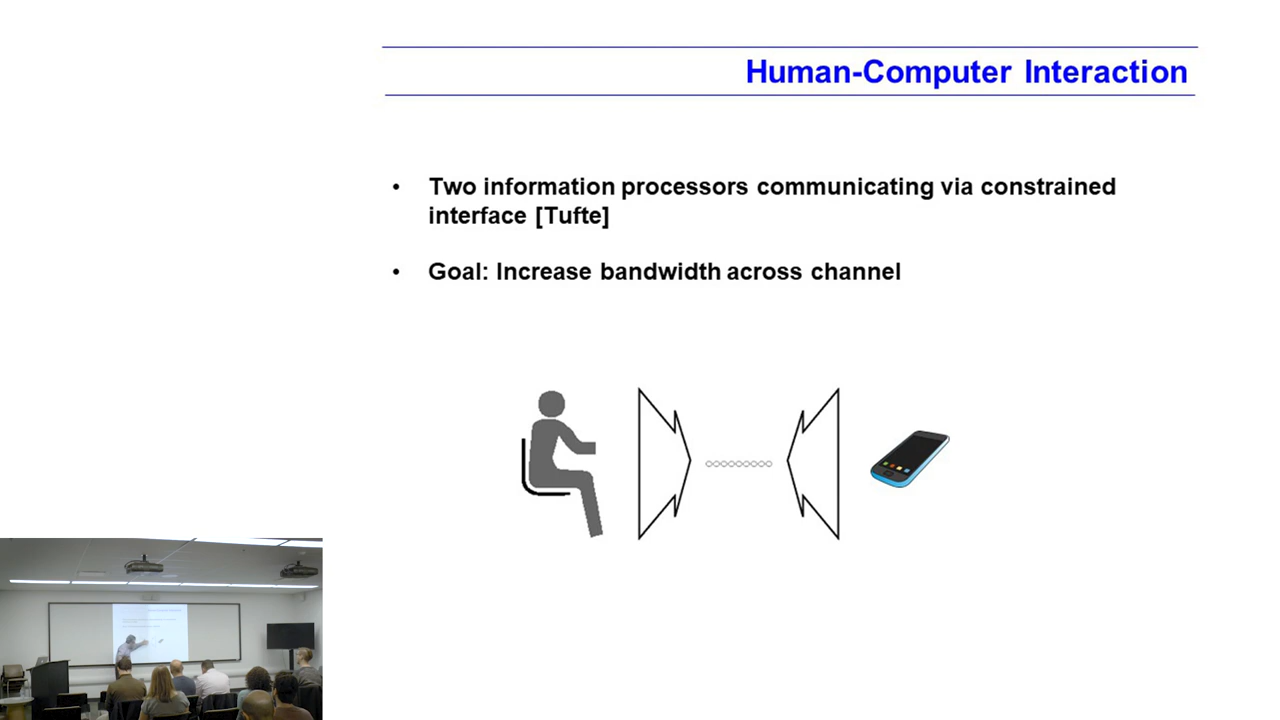 Human-Computer Interaction
• Two information processors communicating via constrained
interface [Tufte]
• Goal: Increase bandwidth across channel